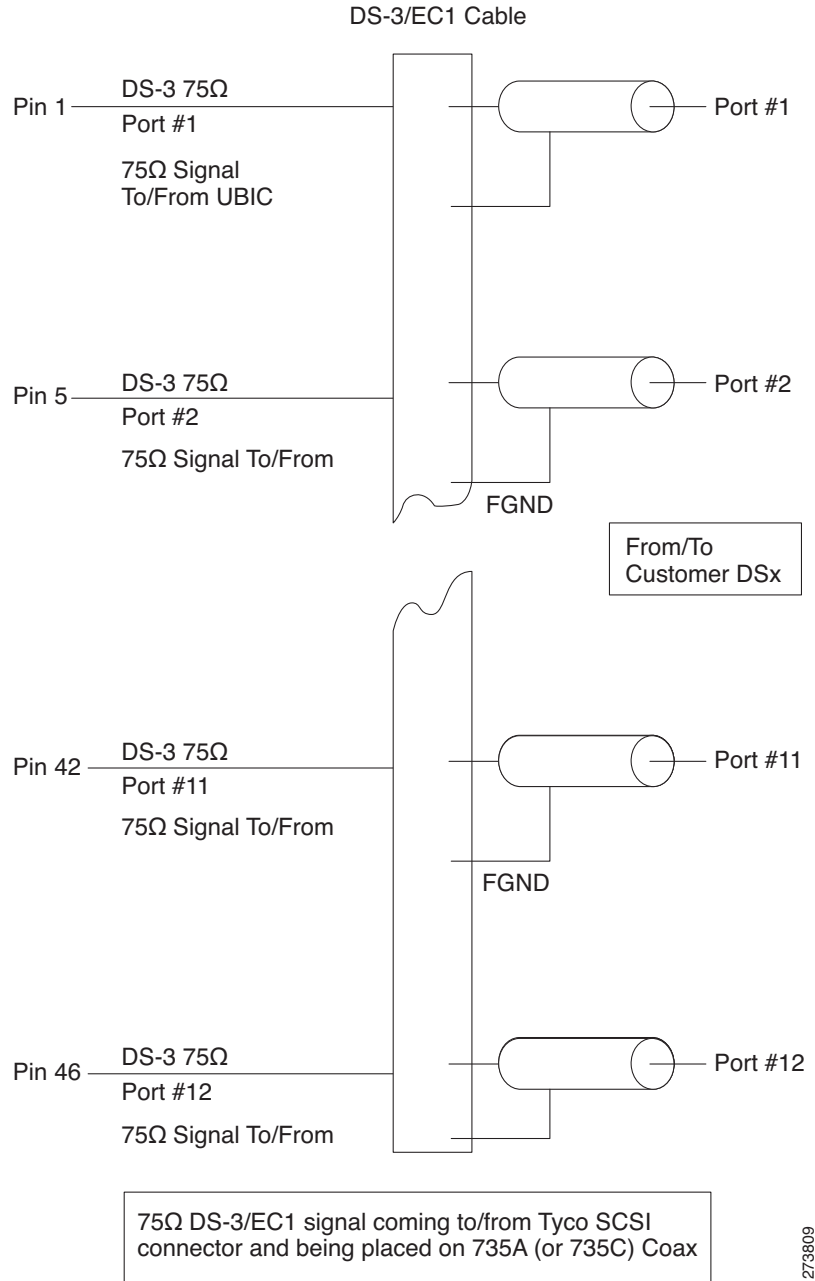 DS-3/EC1 Cable
Pin 1
DS-3 75Ω
Port #1
75Ω Signal
To/From UBIC
Port #1
Pin 5
DS-3 75Ω
Port #2
75Ω Signal To/From
Port #2
FGND
From/To
Customer DSx
Pin 42
DS-3 75Ω
Port #11
75Ω Signal To/From
Port #11
FGND
Pin 46
DS-3 75Ω
Port #12
75Ω Signal To/From
Port #12
75Ω DS-3/EC1 signal coming to/from Tyco SCSI
connector and being placed on 735A (or 735C) Coax
273809